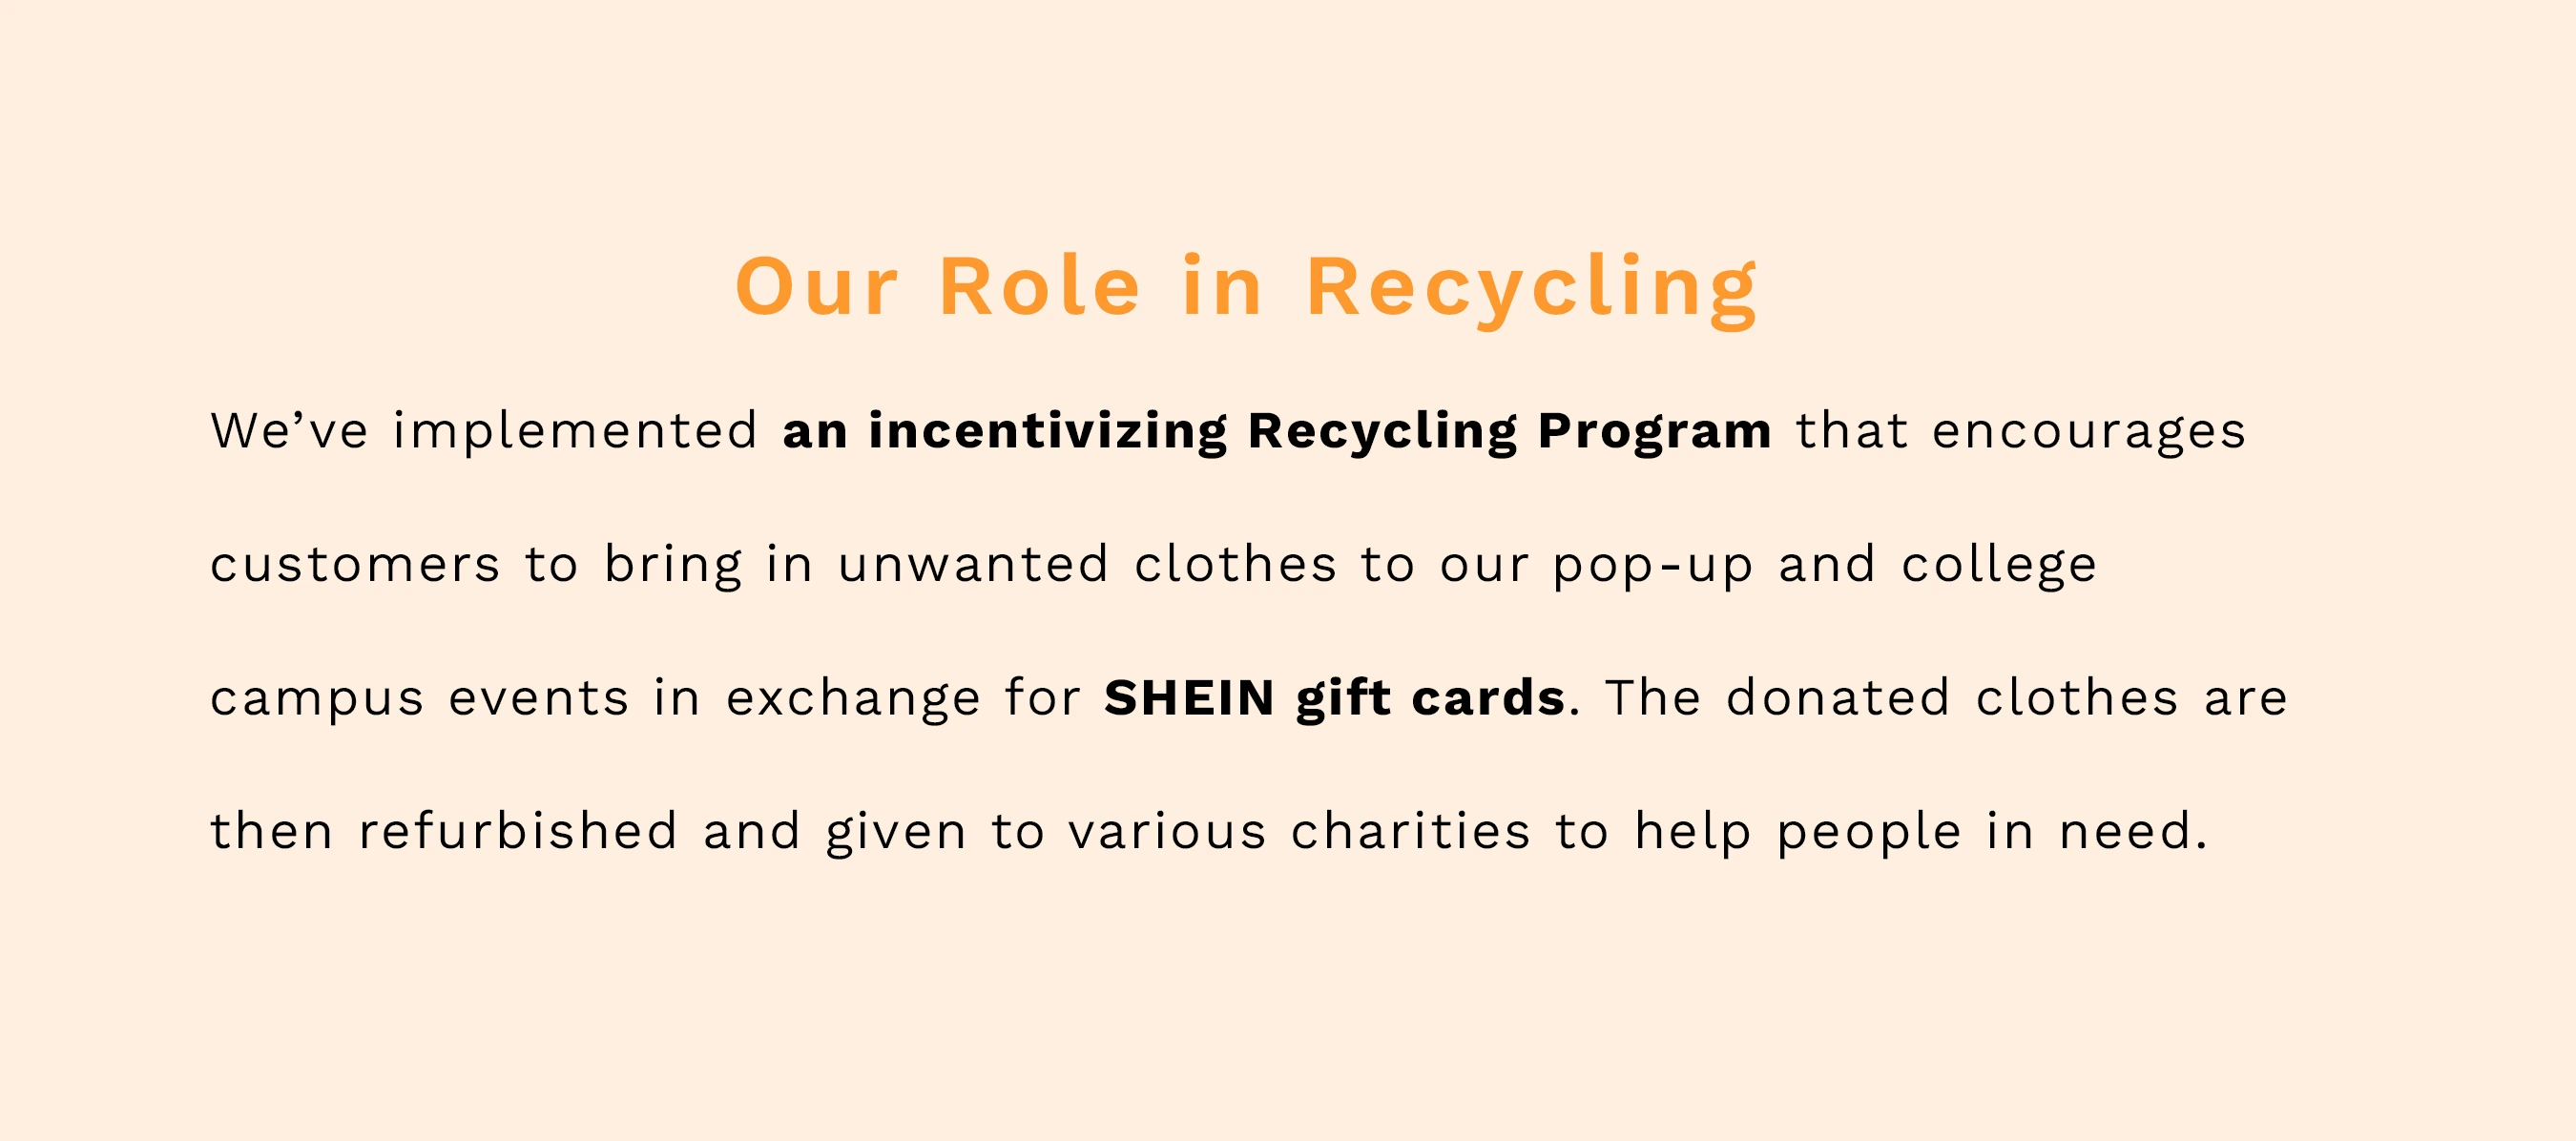 Our Role in Recycling
We’ve implemented an incentivizing Recycling Program that encourages
customers to bring in unwanted clothes to our pop-up and college
campus events in exchange for SHEIN gift cards. The donated clothes are
then refurbished and given to various charities to help people in need.